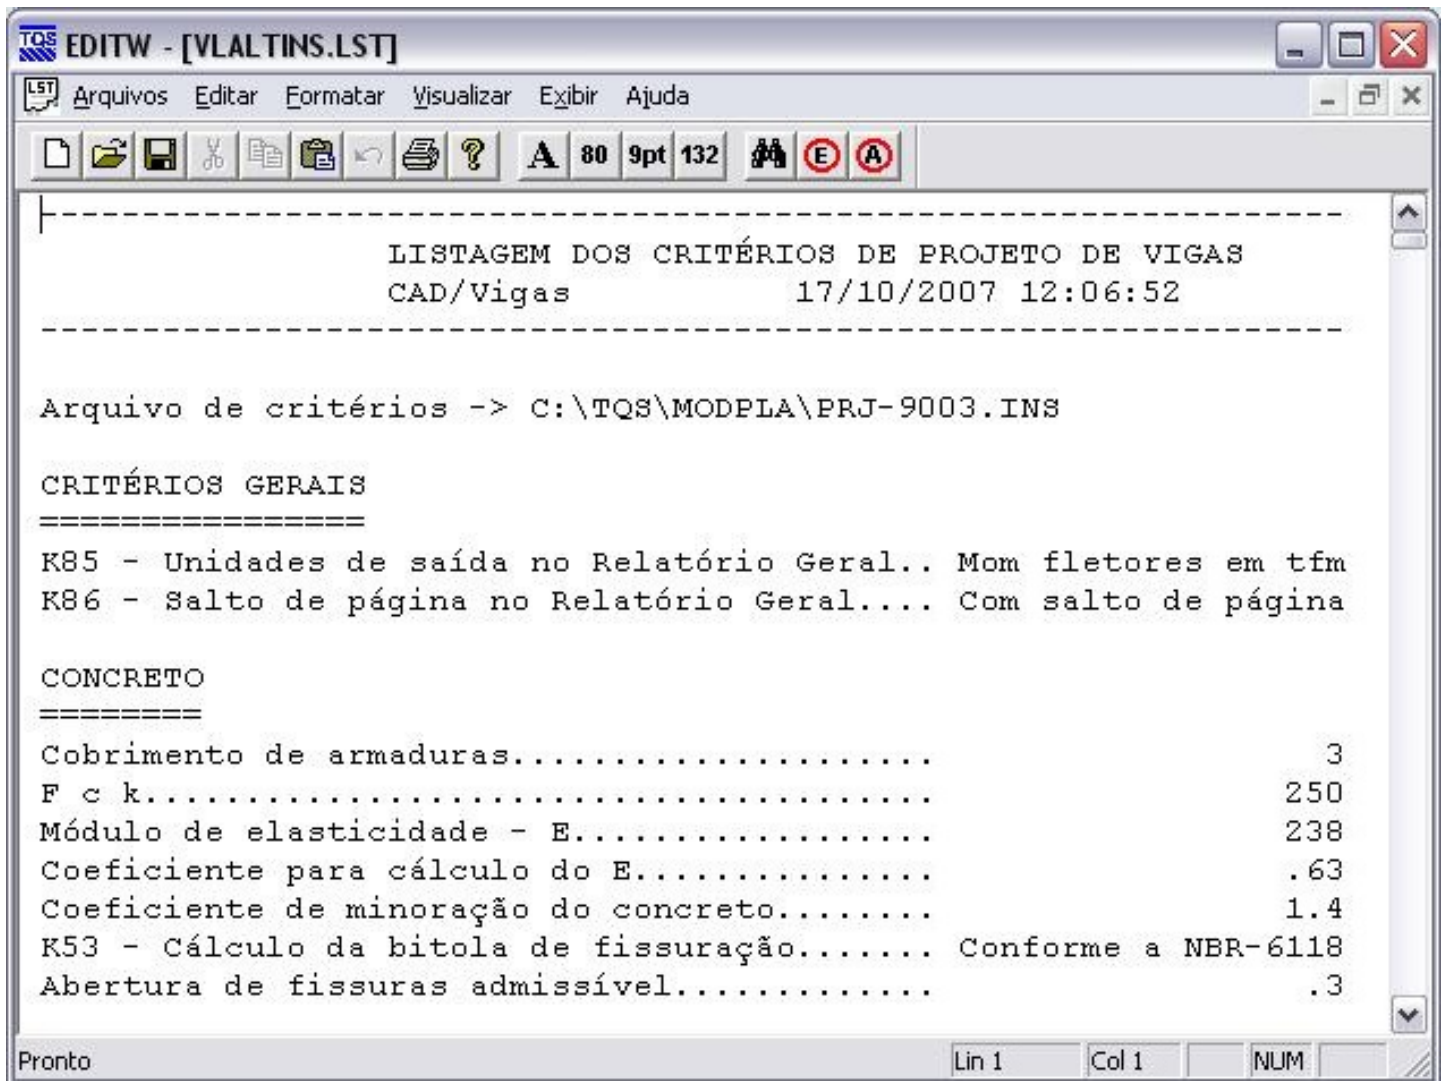 TQS EDITW - [VLALTINS.LST]
LST Arquivos Editar Formatar Visualizar Exibir Ajuda
A 80 9pt 132 E A
-----------------------------------------------------------------
LISTAGEM DOS CRITÉRIOS DE PROJETO DE VIGAS
CAD/Vigas 17/10/2007 12:06:52
-----------------------------------------------------------------
Arquivo de critérios -> C:\TQS\MODPLA\PRJ-9003.INS
CRITÉRIOS GERAIS
================
K85 - Unidades de saída no Relatório Geral.. Mom fletores em tfm
K86 - Salto de página no Relatório Geral.... Com salto de página
CONCRETO
========
Cobrimento de armaduras..................... 3
F c k....................................... 250
Módulo de elasticidade - E.................. 238
Coeficiente para cálculo do E............... .63
Coeficiente de minoração do concreto........ 1.4
K53 - Cálculo da bitola de fissuração....... Conforme a NBR-6118
Abertura de fissuras admissível............. .3
Pronto Lin 1 Col 1 NUM